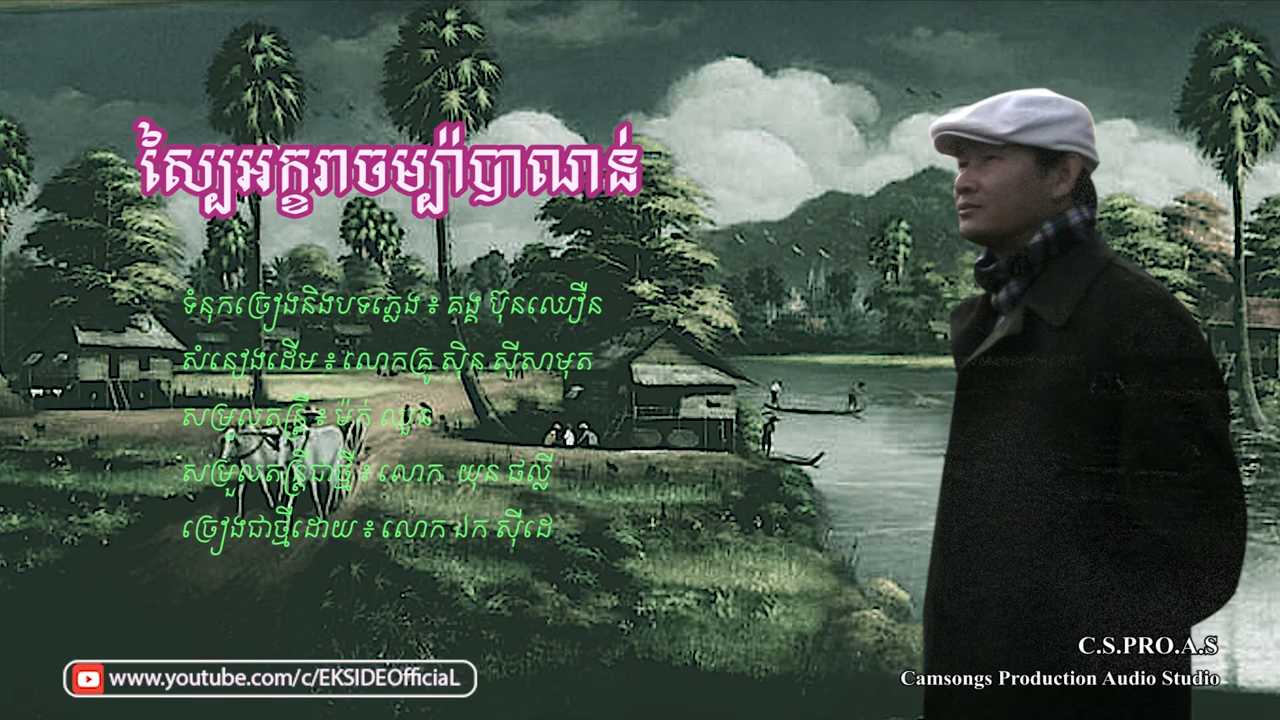 ស្បៃអក្ខរាចម្ប៉ាបាណន់
ទំនុកច្រៀងនិងបទភ្លេង ៖ គង្គ ប៊ុនឈឿន
សំនៀងដើម ៖ លោកគ្រូ ស៊ិន ស៊ីសាមុត
សម្រួលតន្ត្រី ៖ ម៉ក់ ឈួន
សម្រួលតន្ត្រីជាថ្មី ៖ លោក យុន ផល្លី
ច្រៀងជាថ្មីដោយ ៖ លោក ឯក ស៊ីដេ
C.S.PRO.A.S
Camsongs Production Audio Studio
www.youtube.com/c/EKSIDEOfficiaL